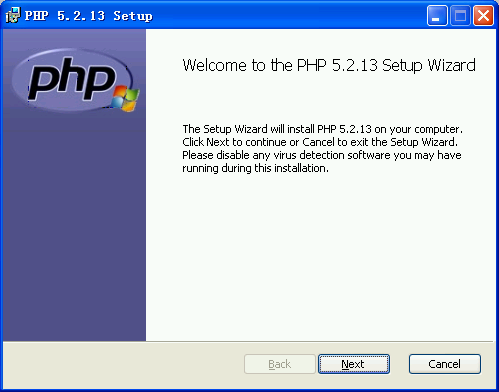 PHP 5.2.13 Setup
php
Welcome to the PHP 5.2.13 Setup Wizard
The Setup Wizard will install PHP 5.2.13 on your computer.
Click Next to continue or Cancel to exit the Setup Wizard.
Please disable any virus detection software you may have
running during this installation.
Back
Next
Cancel